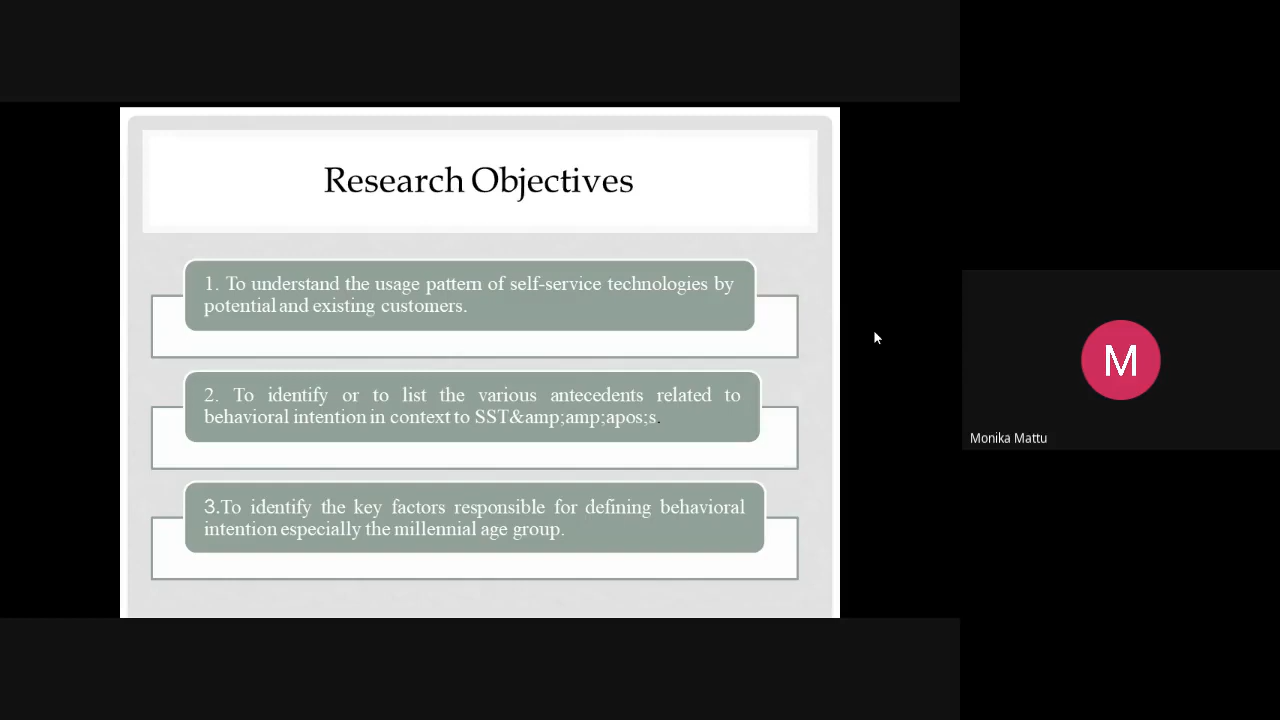 Research Objectives
1. To understand the usage pattern of self-service technologies by
potential and existing customers.
2. To identify or to list the various antecedents related to
behavioral intention in context to SST&amp;amp;apos;s.
3.To identify the key factors responsible for defining behavioral
intention especially the millennial age group.
M
Monika Mattu